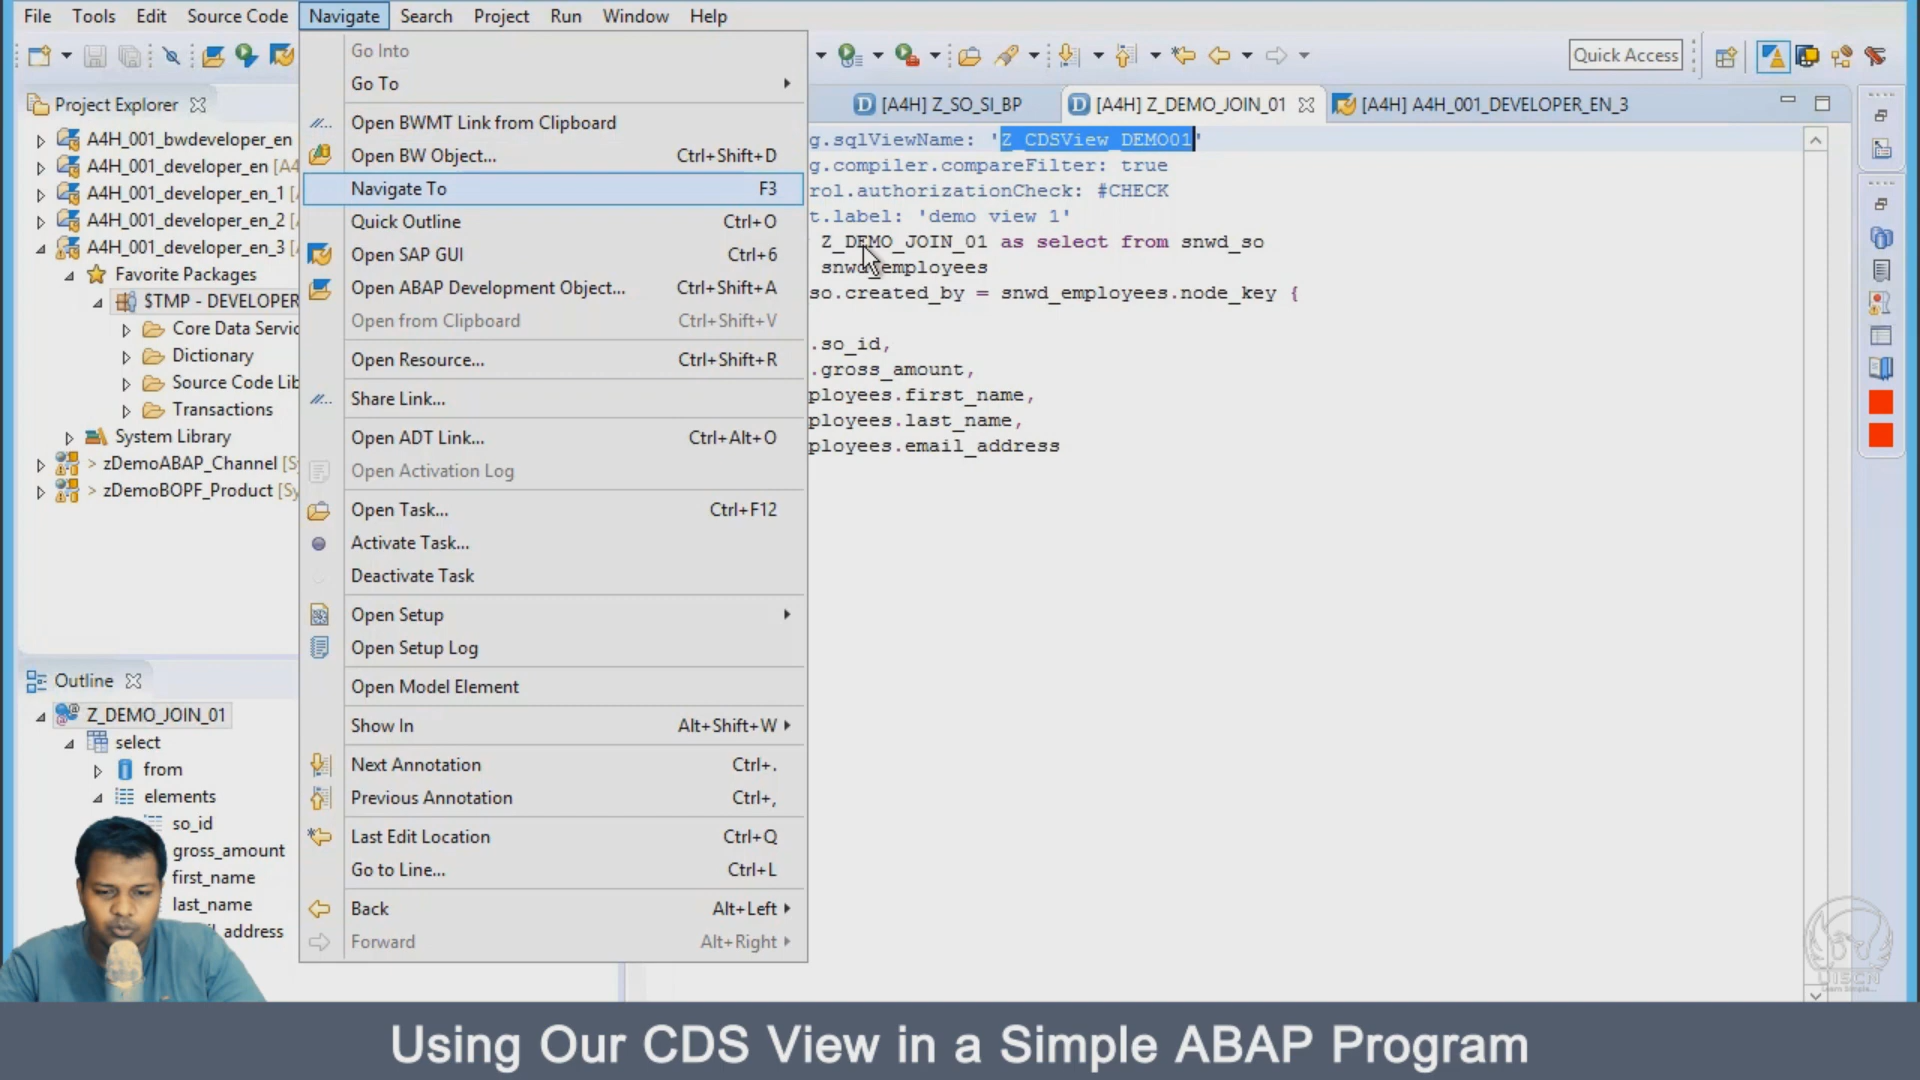 File Tools Edit Source Code Navigate Search Project Run Window Help
Quick Access
Project Explorer
A4H_001_bwdeveloper_en
A4H_001_developer_en [A4
A4H_001_developer_en_1 [
A4H_001_developer_en_2 [
A4H_001_developer_en_3 [
Favorite Packages
$TMP - DEVELOPER
Core Data Servic
Dictionary
Source Code Lib
Transactions
System Library
> zDemoABAP_Channel [S
> zDemoBOPF_Product [Sy
Outline
Z_DEMO_JOIN_01
select
from
elements
so_id
gross_amount
first_name
last_name
il_address
Go Into
Go To
Open BWMT Link from Clipboard
Open BW Object... Ctrl+Shift+D
Navigate To F3
Quick Outline Ctrl+O
Open SAP GUI Ctrl+6
Open ABAP Development Object... Ctrl+Shift+A
Open from Clipboard Ctrl+Shift+V
Open Resource... Ctrl+Shift+R
Share Link...
Open ADT Link... Ctrl+Alt+O
Open Activation Log
Open Task... Ctrl+F12
Activate Task...
Deactivate Task
Open Setup
Open Setup Log
Open Model Element
Show In Alt+Shift+W
Next Annotation Ctrl+.
Previous Annotation Ctrl+,
Last Edit Location Ctrl+Q
Go to Line... Ctrl+L
Back Alt+Left
Forward Alt+Right
[A4H] Z_SO_SI_BP [A4H] Z_DEMO_JOIN_01 [A4H] A4H_001_DEVELOPER_EN_3
g.sqlViewName: 'Z_CDSView_DEMO01'
g.compiler.compareFilter: true
rol.authorizationCheck: #CHECK
t.label: 'demo view 1'
Z_DEMO_JOIN_01 as select from snwd_so
snwd_employees
so.created_by = snwd_employees.node_key {
.so_id,
.gross_amount,
ployees.first_name,
ployees.last_name,
ployees.email_address
Using Our CDS View in a Simple ABAP Program